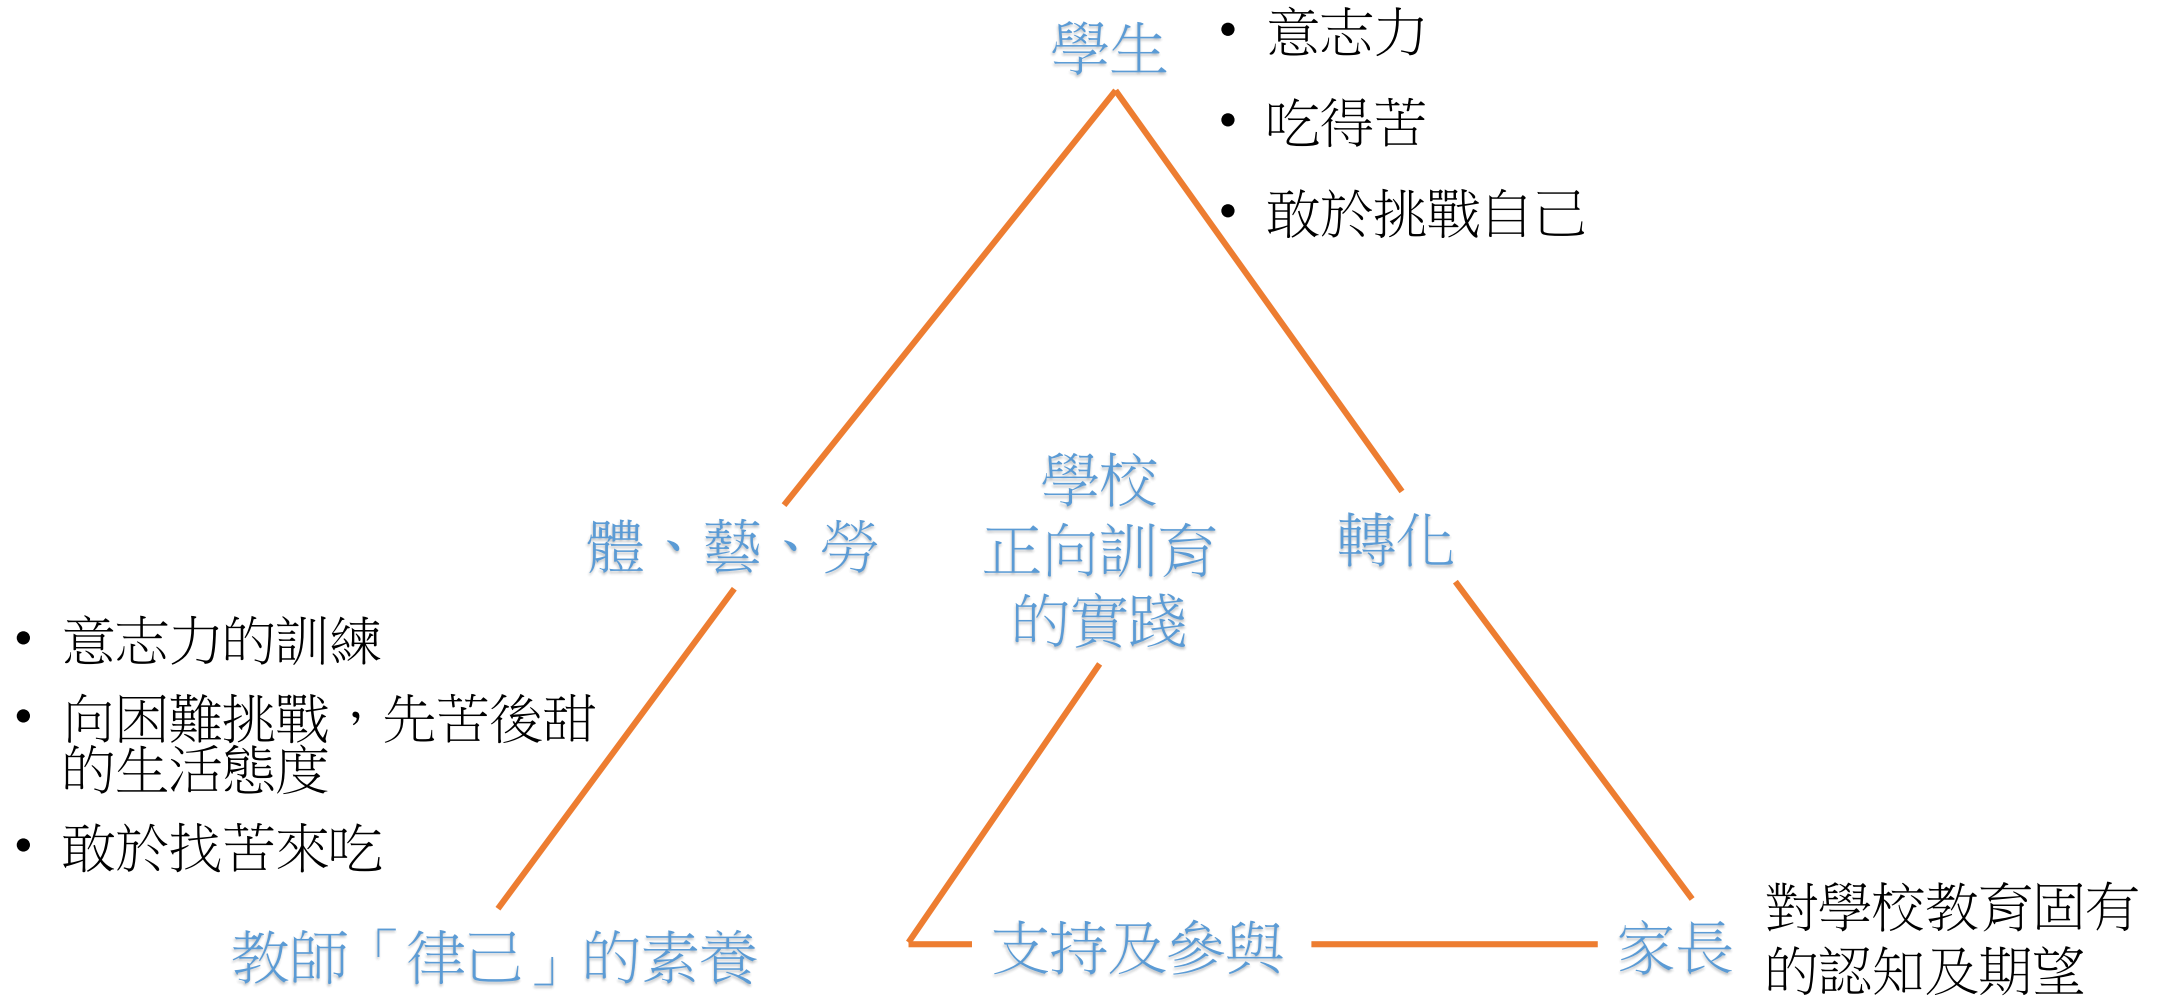 學生
• 意志力
• 吃得苦
• 敢於挑戰自己
學校
正向訓育
的實踐
體、藝、勞
轉化
• 意志力的訓練
• 向困難挑戰，先苦後甜
的生活態度
• 敢於找苦來吃
教師「律己」的素養
支持及參與
家長
對學校教育固有
的認知及期望